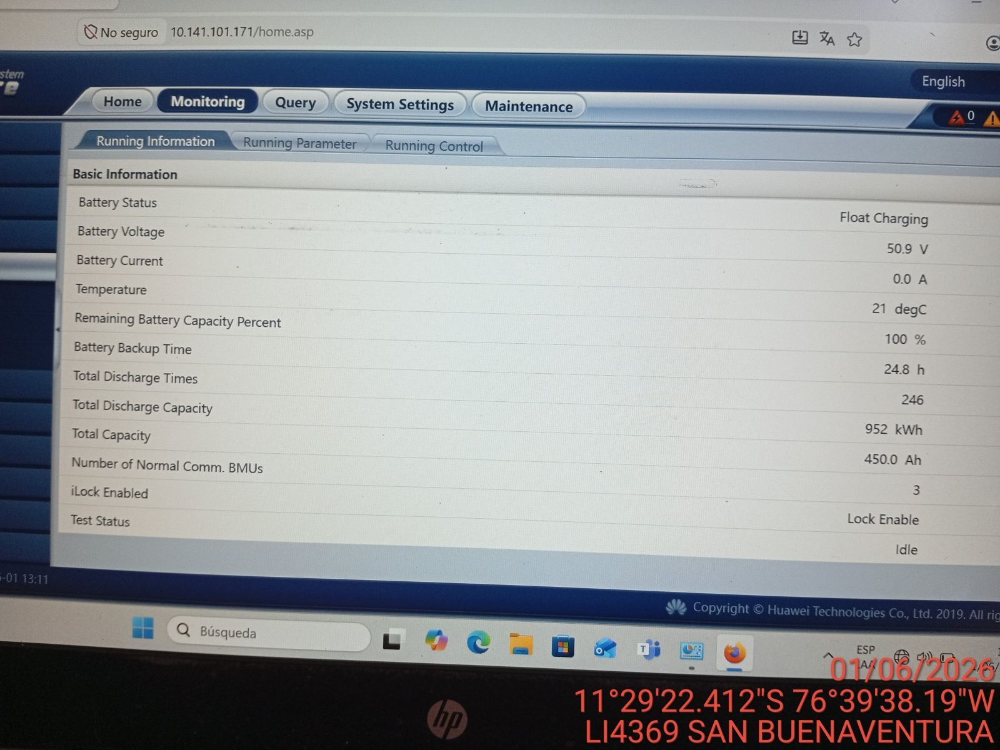 No seguro 10.141.101.171/home.asp
English
Home Monitoring Query System Settings Maintenance
0
Running Information Running Parameter Running Control
Basic Information
Battery Status Float Charging
Battery Voltage 50.9 V
Battery Current 0.0 A
Temperature 21 degC
Remaining Battery Capacity Percent 100 %
Battery Backup Time 24.8 h
Total Discharge Times 246
Total Discharge Capacity 952 kWh
Total Capacity 450.0 Ah
Number of Normal Comm. BMUs 3
iLock Enabled Lock Enable
Test Status Idle
-01 13:11
Copyright © Huawei Technologies Co., Ltd. 2019. All
Búsqueda
ESP
01/06/2026
11°29'22.412"S 76°39'38.19"W
LI4369 SAN BUENAVENTURA
hp